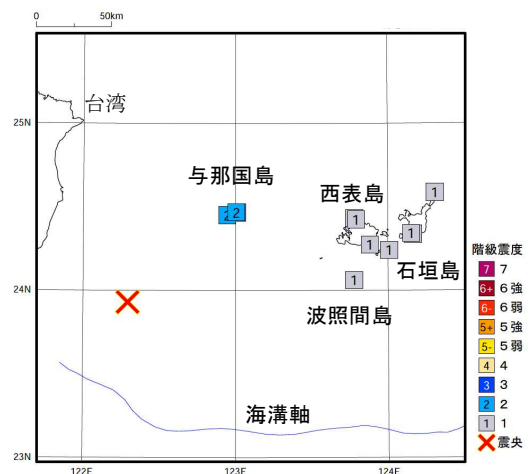 0 50km
台湾
25N
与那国島
西表島
1
2 2
1
1
1 1
石垣島
階級震度
1
7 7
24N
波照間島
6+ 6強
6- 6弱
5+ 5強
5- 5弱
4 4
3 3
海溝軸
2 2
1 1
震央
23N
122E 123E 124E